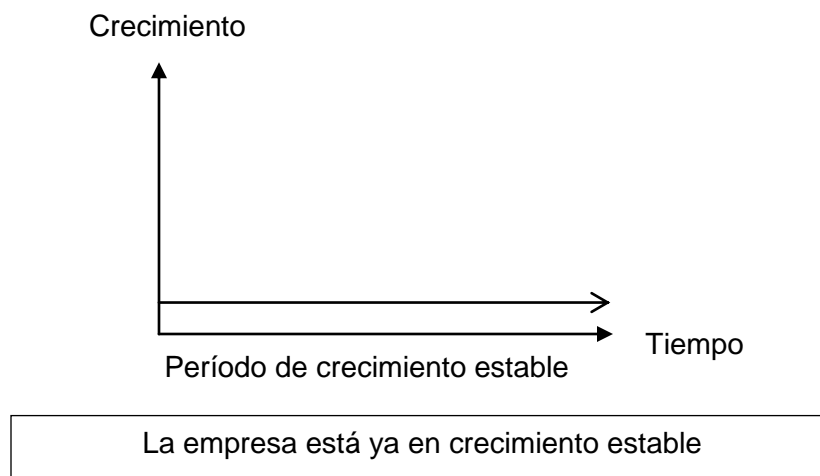 Crecimiento
Tiempo
Período de crecimiento estable
La empresa está ya en crecimiento estable